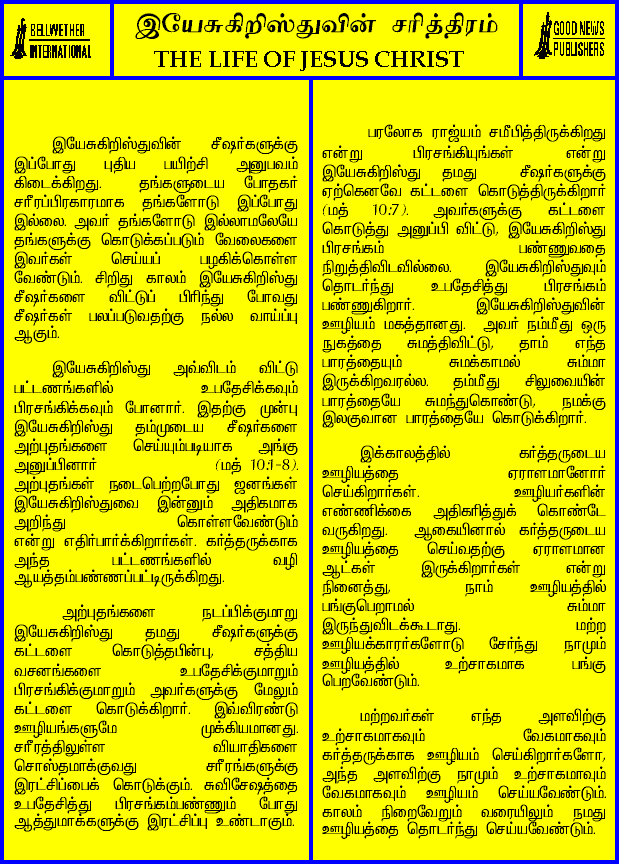 BELLWETHER
INTERNATIONAL
இயேசுகிறிஸ்துவின் சரித்திரம்
THE LIFE OF JESUS CHRIST
GOOD NEWS
PUBLISHERS
இயேசுகிறிஸ்துவின் சீஷர்களுக்கு
இப்போது புதிய பயிற்சி அனுபவம்
கிடைக்கிறது. தங்களுடைய போதகர்
சரீரப்பிரகாரமாக தங்களோடு இப்போது
இல்லை. அவர் தங்களோடு இல்லாமலேயே
தங்களுக்கு கொடுக்கப்படும் வேலைகளை
இவர்கள் செய்யப் பழகிக்கொள்ள
வேண்டும். சிறிது காலம் இயேசுகிறிஸ்து
சீஷர்களை விட்டுப் பிரிந்து போவது
சீஷர்கள் பலப்படுவதற்கு நல்ல வாய்ப்பு
ஆகும்.
இயேசுகிறிஸ்து அவ்விடம் விட்டு
பட்டணங்களில் உபதேசிக்கவும்
பிரசங்கிக்கவும் போனார். இதற்கு முன்பு
இயேசுகிறிஸ்து தம்முடைய சீஷர்களை
அற்புதங்களை செய்யும்படியாக அங்கு
அனுப்பினார் (மத் 10:1-8).
அற்புதங்கள் நடைபெற்றபோது ஜனங்கள்
இயேசுகிறிஸ்துவை இன்னும் அதிகமாக
அறிந்து கொள்ளவேண்டும்
என்று எதிர்பார்க்கிறார்கள். கர்த்தருக்காக
அந்த பட்டணங்களில் வழி
ஆயத்தம்பண்ணப்பட்டிருக்கிறது.
அற்புதங்களை நடப்பிக்குமாறு
இயேசுகிறிஸ்து தமது சீஷர்களுக்கு
கட்டளை கொடுத்தபின்பு, சத்திய
வசனங்களை உபதேசிக்குமாறும்
பிரசங்கிக்குமாறும் அவர்களுக்கு மேலும்
கட்டளை கொடுக்கிறார். இவ்விரண்டு
ஊழியங்களுமே முக்கியமானது.
சரீரத்திலுள்ள வியாதிகளை
சொஸ்தமாக்குவது சரீரங்களுக்கு
இரட்சிப்பைக் கொடுக்கும். சுவிசேஷத்தை
உபதேசித்து பிரசங்கம்பண்ணும் போது
ஆத்துமாக்களுக்கு இரட்சிப்பு உண்டாகும்.
பரலோக ராஜ்யம் சமீபித்திருக்கிறது
என்று பிரசங்கியுங்கள் என்று
இயேசுகிறிஸ்து தமது சீஷர்களுக்கு
ஏற்கெனவே கட்டளை கொடுத்திருக்கிறார்
(மத் 10:7). அவர்களுக்கு கட்டளை
கொடுத்து அனுப்பி விட்டு, இயேசுகிறிஸ்து
பிரசங்கம் பண்ணுவதை
நிறுத்திவிடவில்லை. இயேசுகிறிஸ்துவும்
தொடர்ந்து உபதேசித்து பிரசங்கம்
பண்ணுகிறார். இயேசுகிறிஸ்துவின்
ஊழியம் மகத்தானது. அவர் நம்மீது ஒரு
நுகத்தை சுமத்திவிட்டு, தாம் எந்த
பாரத்தையும் சுமக்காமல் சும்மா
இருக்கிறவரல்ல. தம்மீது சிலுவையின்
பாரத்தையே சுமந்துகொண்டு, நமக்கு
இலகுவான பாரத்தையே கொடுக்கிறார்.
இக்காலத்தில் கர்த்தருடைய
ஊழியத்தை ஏராளமானோர்
செய்கிறார்கள். ஊழியர்களின்
எண்ணிக்கை அதிகரித்துக் கொண்டே
வருகிறது. ஆகையினால் கர்த்தருடைய
ஊழியத்தை செய்வதற்கு ஏராளமான
ஆட்கள் இருக்கிறார்கள் என்று
நினைத்து, நாம் ஊழியத்தில்
பங்குபெறாமல் சும்மா
இருந்துவிடக்கூடாது. மற்ற
ஊழியக்காரர்களோடு சேர்ந்து நாமும்
ஊழியத்தில் உற்சாகமாக பங்கு
பெறவேண்டும்.
மற்றவர்கள் எந்த அளவிற்கு
உற்சாகமாகவும் வேகமாகவும்
கர்த்தருக்காக ஊழியம் செய்கிறார்களோ,
அந்த அளவிற்கு நாமும் உற்சாகமாவும்
வேகமாகவும் ஊழியம் செய்யவேண்டும்.
காலம் நிறைவேறும் வரையிலும் நமது
ஊழியத்தை தொடர்ந்து செய்யவேண்டும்.